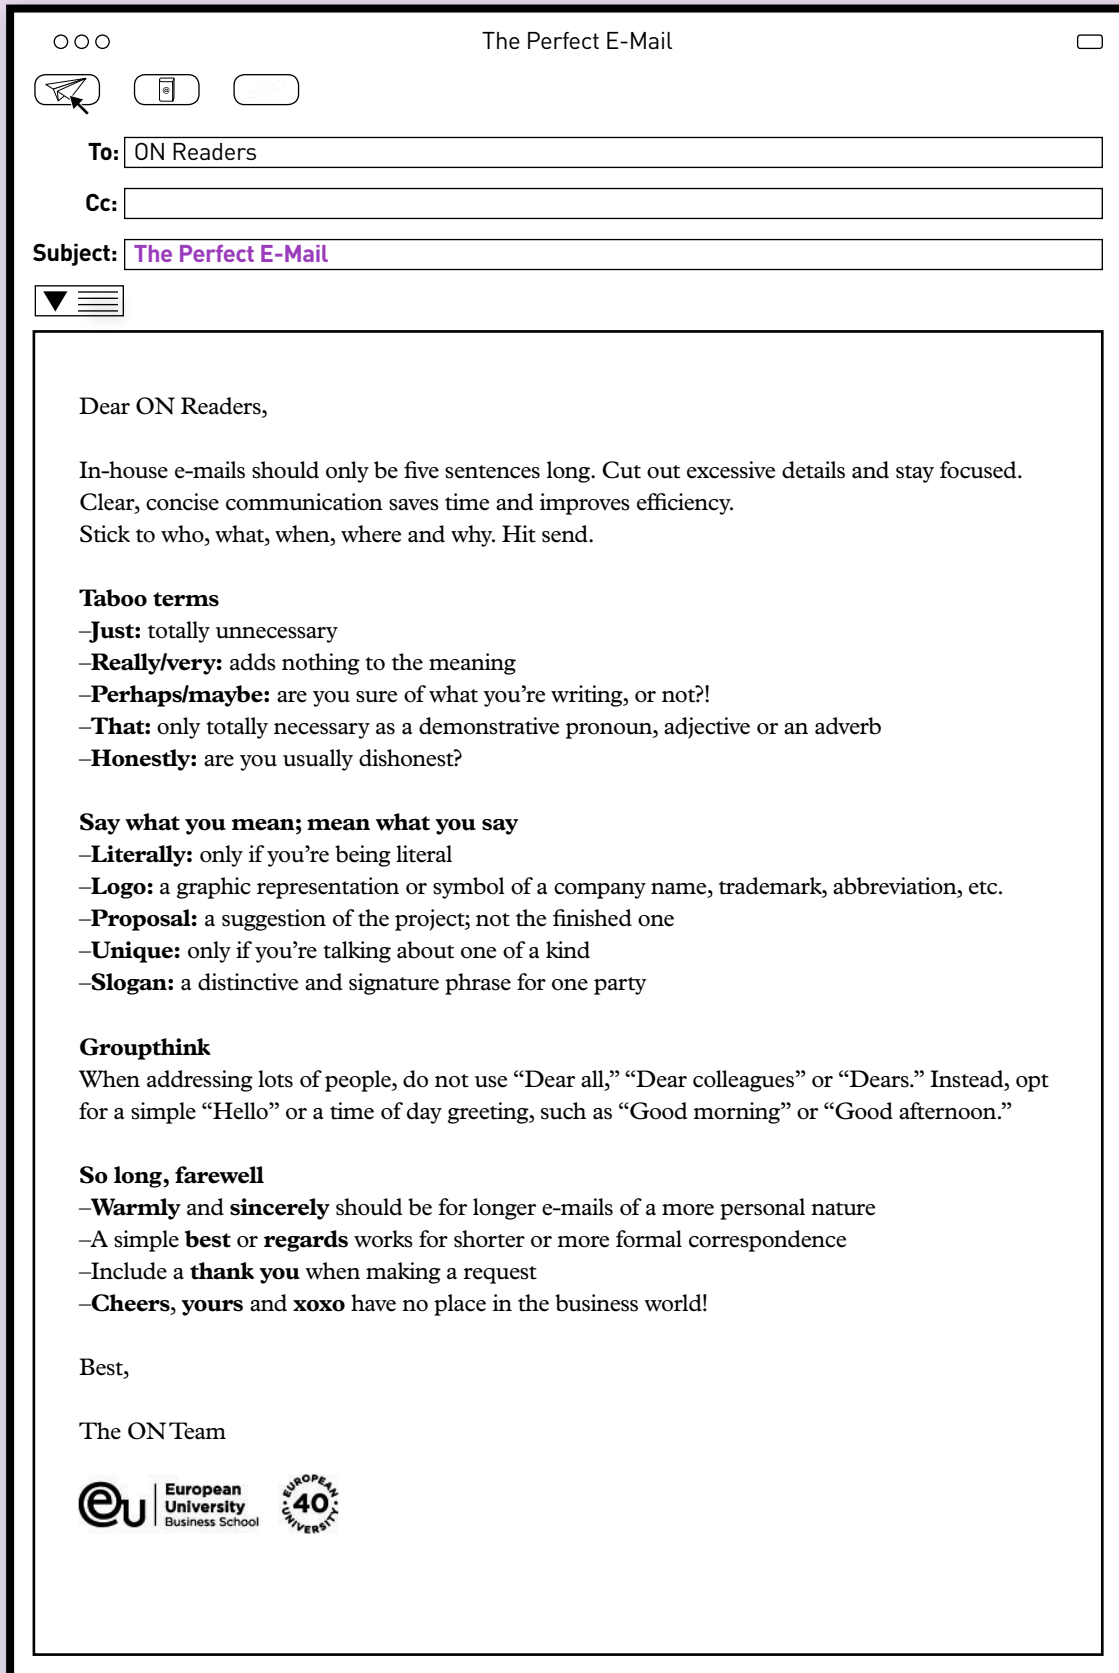 The Perfect E-Mail
@
To: ON Readers
Cc:
Subject: The Perfect E-Mail
Dear ON Readers,
In-house e-mails should only be five sentences long. Cut out excessive details and stay focused.
Clear, concise communication saves time and improves efficiency.
Stick to who, what, when, where and why. Hit send.
Taboo terms
–Just: totally unnecessary
–Really/very: adds nothing to the meaning
–Perhaps/maybe: are you sure of what you’re writing, or not?!
–That: only totally necessary as a demonstrative pronoun, adjective or an adverb
–Honestly: are you usually dishonest?
Say what you mean; mean what you say
–Literally: only if you’re being literal
–Logo: a graphic representation or symbol of a company name, trademark, abbreviation, etc.
–Proposal: a suggestion of the project; not the finished one
–Unique: only if you’re talking about one of a kind
–Slogan: a distinctive and signature phrase for one party
Groupthink
When addressing lots of people, do not use “Dear all,” “Dear colleagues” or “Dears.” Instead, opt
for a simple “Hello” or a time of day greeting, such as “Good morning” or “Good afternoon.”
So long, farewell
–Warmly and sincerely should be for longer e-mails of a more personal nature
–A simple best or regards works for shorter or more formal correspondence
–Include a thank you when making a request
–Cheers, yours and xoxo have no place in the business world!
Best,
The ON Team
eu
European
University
Business School
EUROPEAN
40
UNIVERSITY